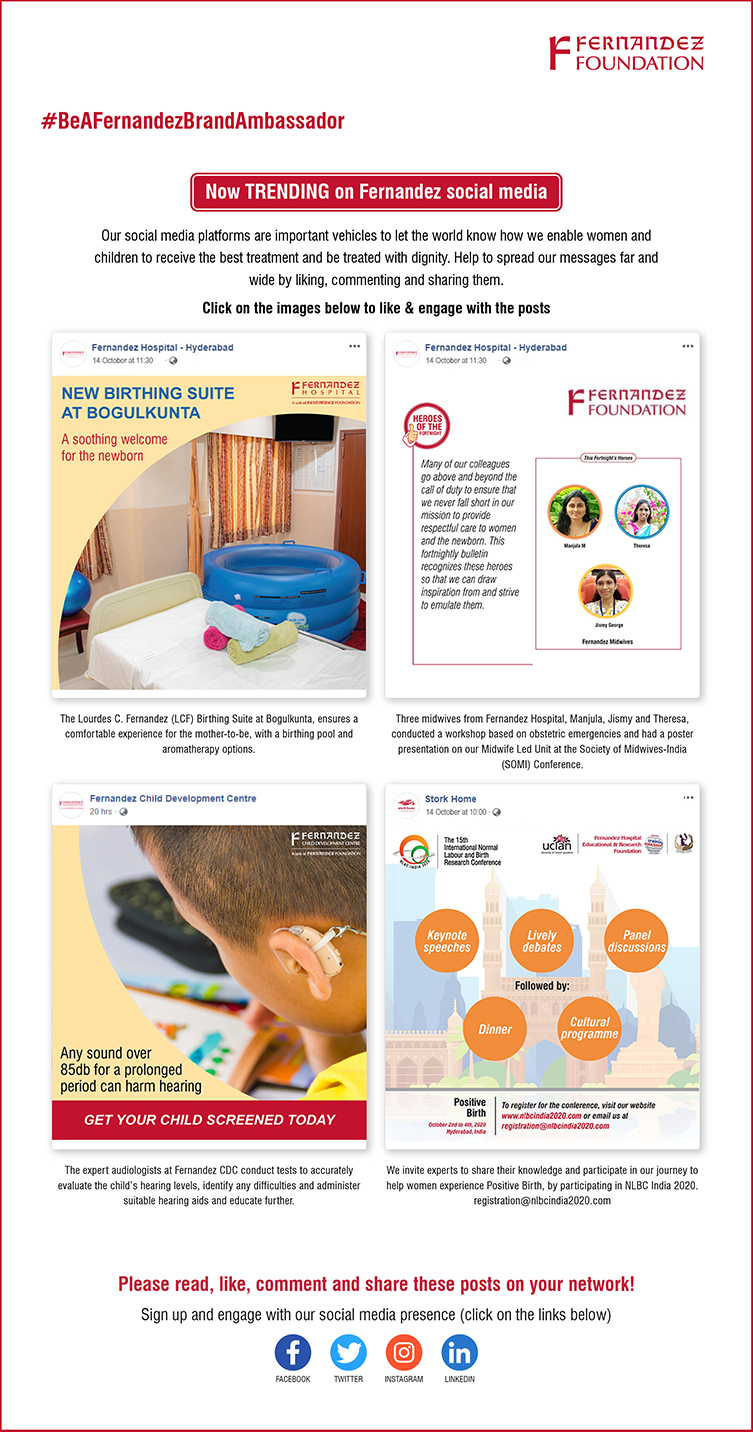 FERNANDEZ
FOUNDATION
#BeAFernandezBrandAmbassador
Now TRENDING on Fernandez social media
Our social media platforms are important vehicles to let the world know how we enable women and
children to receive the best treatment and be treated with dignity. Help to spread our messages far and
wide by liking, commenting and sharing them.
Click on the images below to like & engage with the posts
Fernandez Hospital - Hyderabad
14 October at 11:30
NEW BIRTHING SUITE
AT BOGULKUNTA
FERNANDEZ
HOSPITAL
A unit of FERNANDEZ FOUNDATION
A soothing welcome
for the newborn
The Lourdes C. Fernandez (LCF) Birthing Suite at Bogulkunta, ensures a
comfortable experience for the mother-to-be, with a birthing pool and
aromatherapy options.
Fernandez Hospital - Hyderabad
14 October at 11:30
FERNANDEZ
FOUNDATION
HEROES
OF THE
FORTNIGHT
Many of our colleagues
go above and beyond the
call of duty to ensure that
we never fall short in our
mission to provide
respectful care to women
and the newborn. This
fortnightly bulletin
recognizes these heroes
so that we can draw
inspiration from and strive
to emulate them.
This Fortnight's Heroes
Manjula M
Theresa
Jismy George
Fernandez Midwives
Three midwives from Fernandez Hospital, Manjula, Jismy and Theresa,
conducted a workshop based on obstetric emergencies and had a poster
presentation on our Midwife Led Unit at the Society of Midwives-India
(SOMI) Conference.
Fernandez Child Development Centre
20 hrs
FERNANDEZ
CHILD DEVELOPMENT CENTRE
A unit of FERNANDEZ FOUNDATION
Any sound over
85db for a prolonged
period can harm hearing
GET YOUR CHILD SCREENED TODAY
The expert audiologists at Fernandez CDC conduct tests to accurately
evaluate the child's hearing levels, identify any difficulties and administer
suitable hearing aids and educate further.
Stork Home
14 October at 10:00
NLBC-INDIA 2020
The 15th
International Normal
Labour and Birth
Research Conference
uclan
Fernandez Hospital
Educational & Research
Foundation
Keynote
speeches
Lively
debates
Panel
discussions
Followed by:
Dinner
Cultural
programme
Positive
Birth
October 2nd to 4th, 2020
Hyderabad, India
To register for the conference, visit our website
www.nlbcindia2020.com or email us at
registration@nlbcindia2020.com
We invite experts to share their knowledge and participate in our journey to
help women experience Positive Birth, by participating in NLBC India 2020.
registration@nlbcindia2020.com
Please read, like, comment and share these posts on your network!
Sign up and engage with our social media presence (click on the links below)
FACEBOOK
TWITTER
INSTAGRAM
LINKEDIN